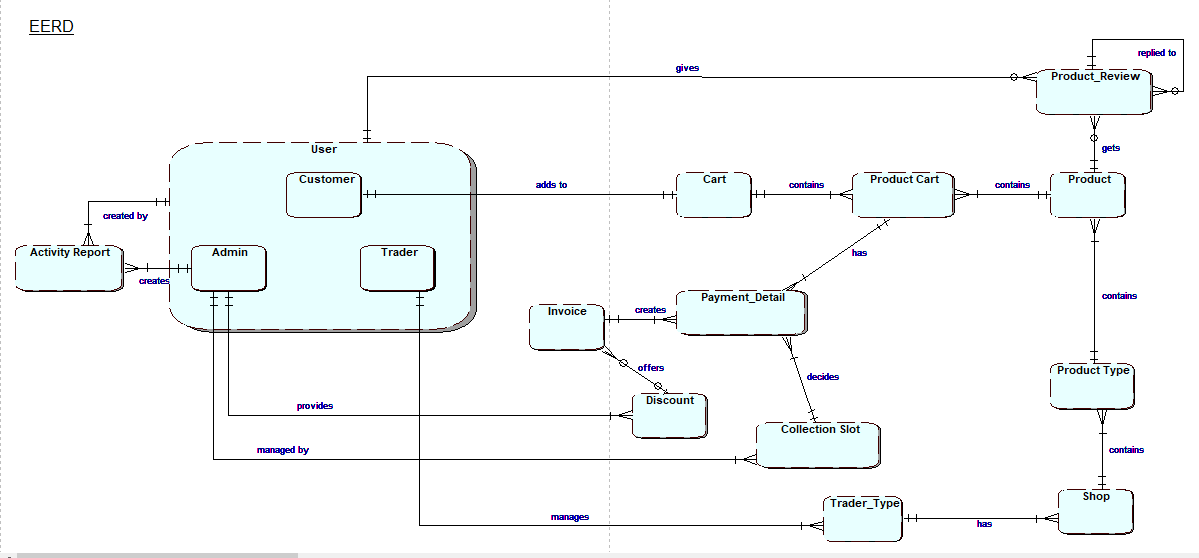 EERD
replied to
gives
Product_Review
gets
User
Customer
adds to
Cart
contains
Product Cart
contains
Product
created by
Activity Report
creates
Admin
Trader
has
Payment_Detail
contains
Invoice
creates
offers
decides
Product Type
Discount
provides
Collection Slot
managed by
contains
Trader_Type
Shop
manages
has